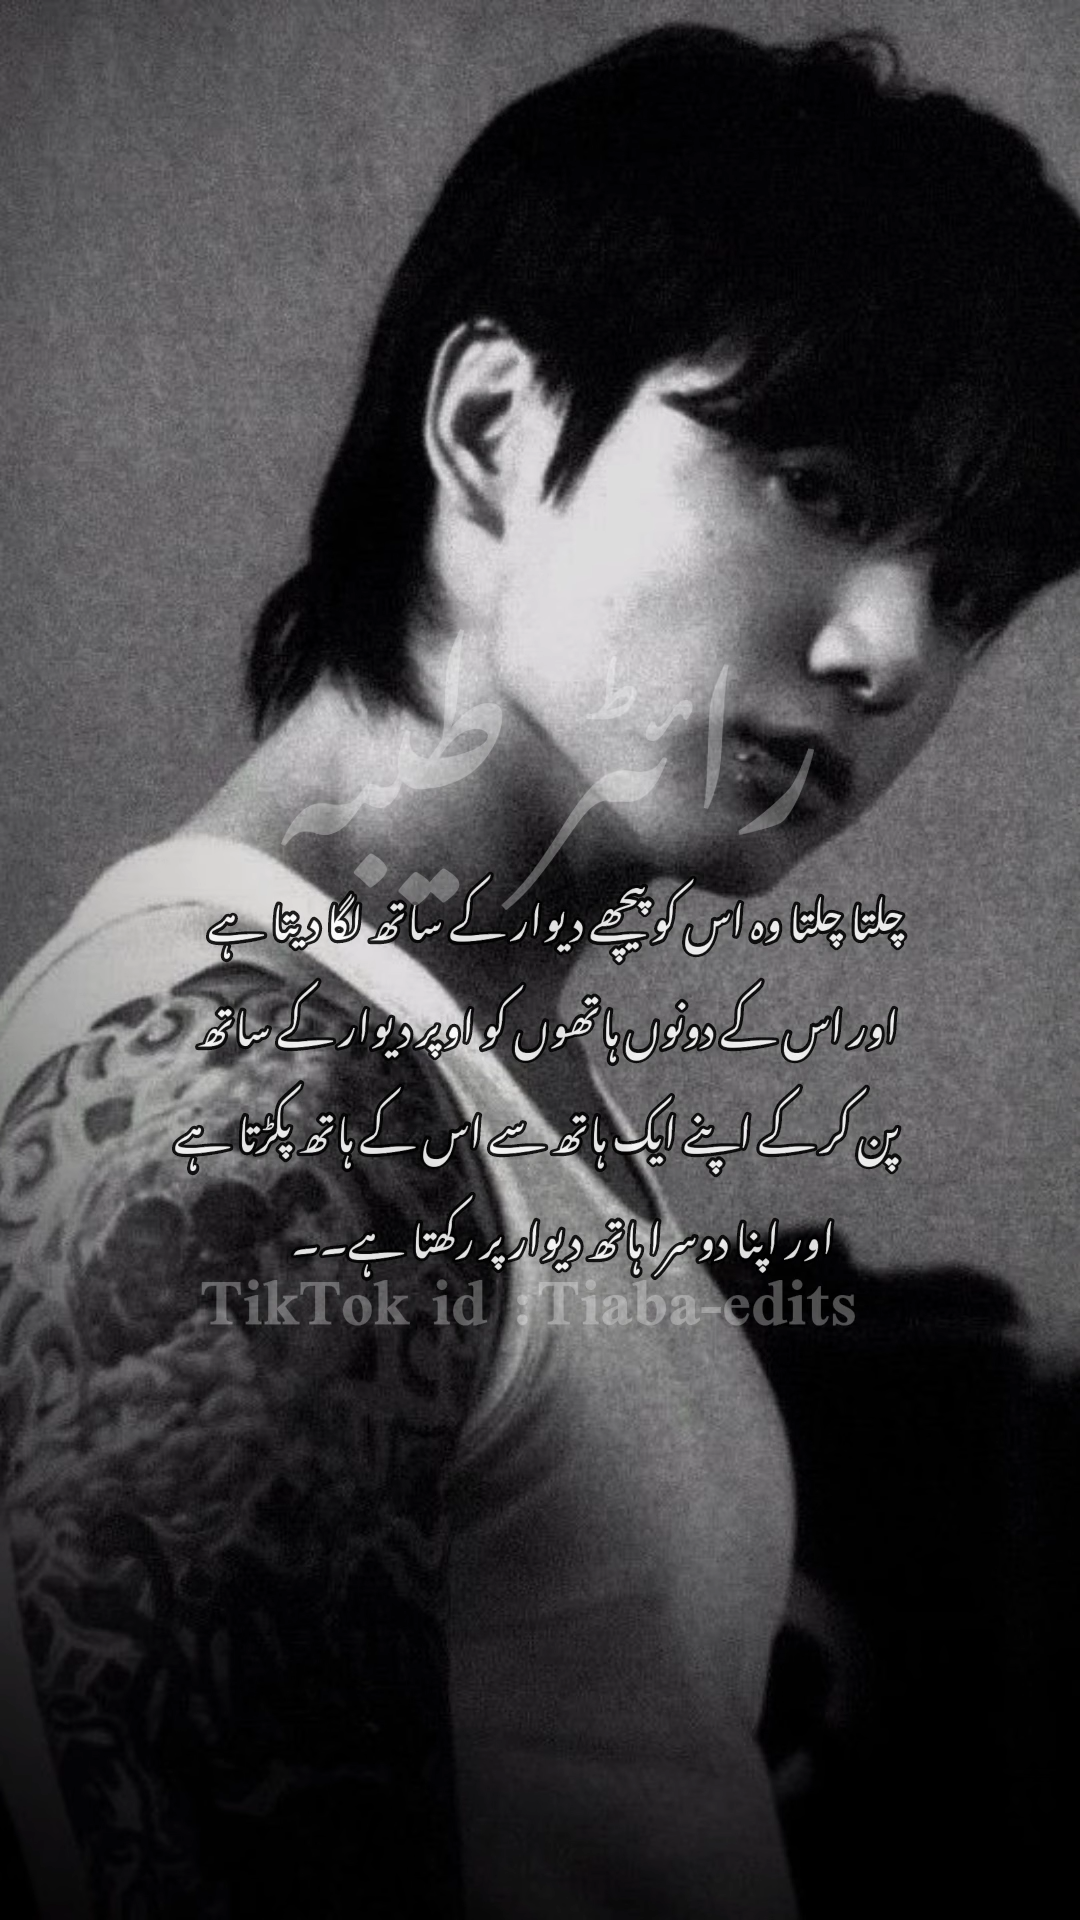 رائٹر طیبہ
چلتا چلتا وہ اس کو پیچھے دیوار کے ساتھ لگا دیتا ہے
اور اس کے دونوں ہاتھوں کو اوپر دیوار کے ساتھ
پن کر کے اپنے ایک ہاتھ سے اس کے ہاتھ پکڑتا ہے
اور اپنا دوسرا ہاتھ دیوار پر رکھتا ہے۔۔
TikTok id :Tiaba-edits